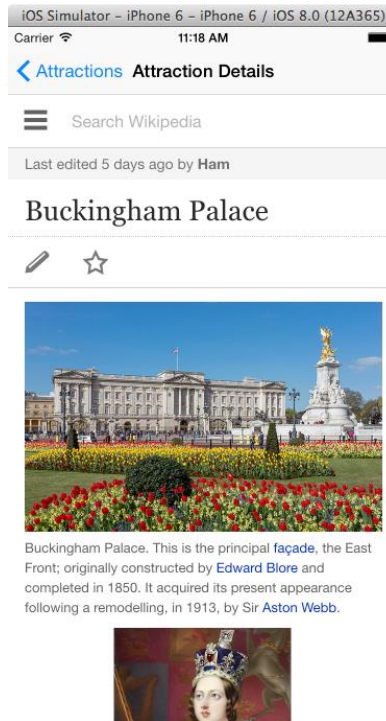 iOS Simulator – iPhone 6 – iPhone 6 / iOS 8.0 (12A365)
Carrier 11:18 AM
Attractions Attraction Details
Search Wikipedia
Last edited 5 days ago by Ham
Buckingham Palace
Buckingham Palace. This is the principal façade, the East
Front; originally constructed by Edward Blore and
completed in 1850. It acquired its present appearance
following a remodelling, in 1913, by Sir Aston Webb.